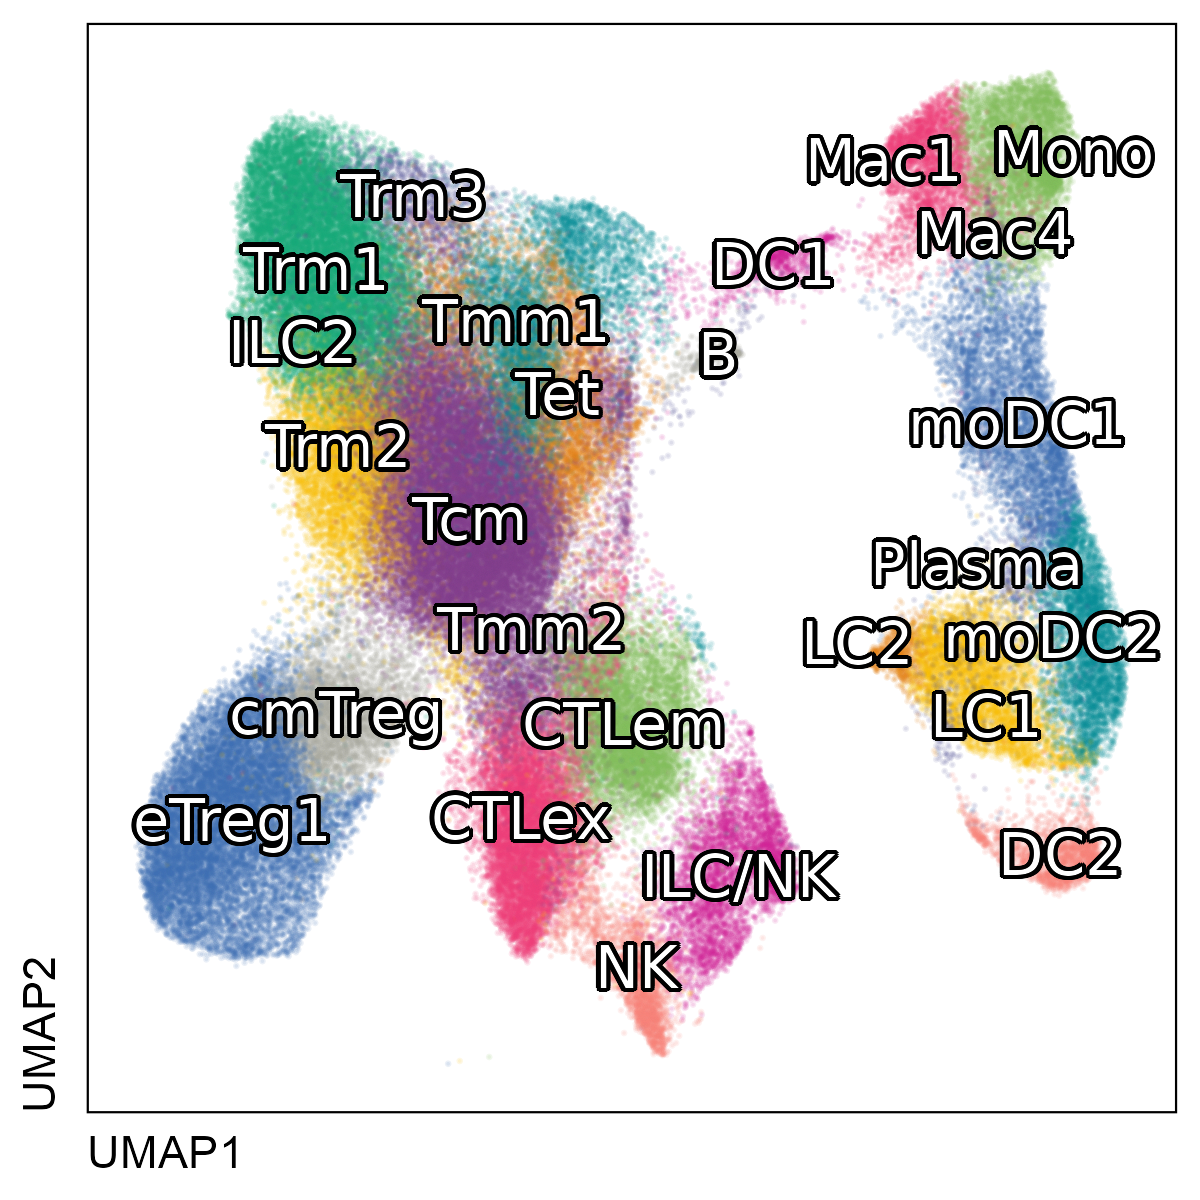 Mac1
Mono
Trm3
Mac4
DC1
Trm1
Tmm1
ILC2
B
Tet
moDC1
Trm2
Tcm
Plasma
Tmm2
LC2
moDC2
cmTreg
CTLem
LC1
eTreg1
CTLex
DC2
ILC/NK
NK
UMAP2
UMAP1